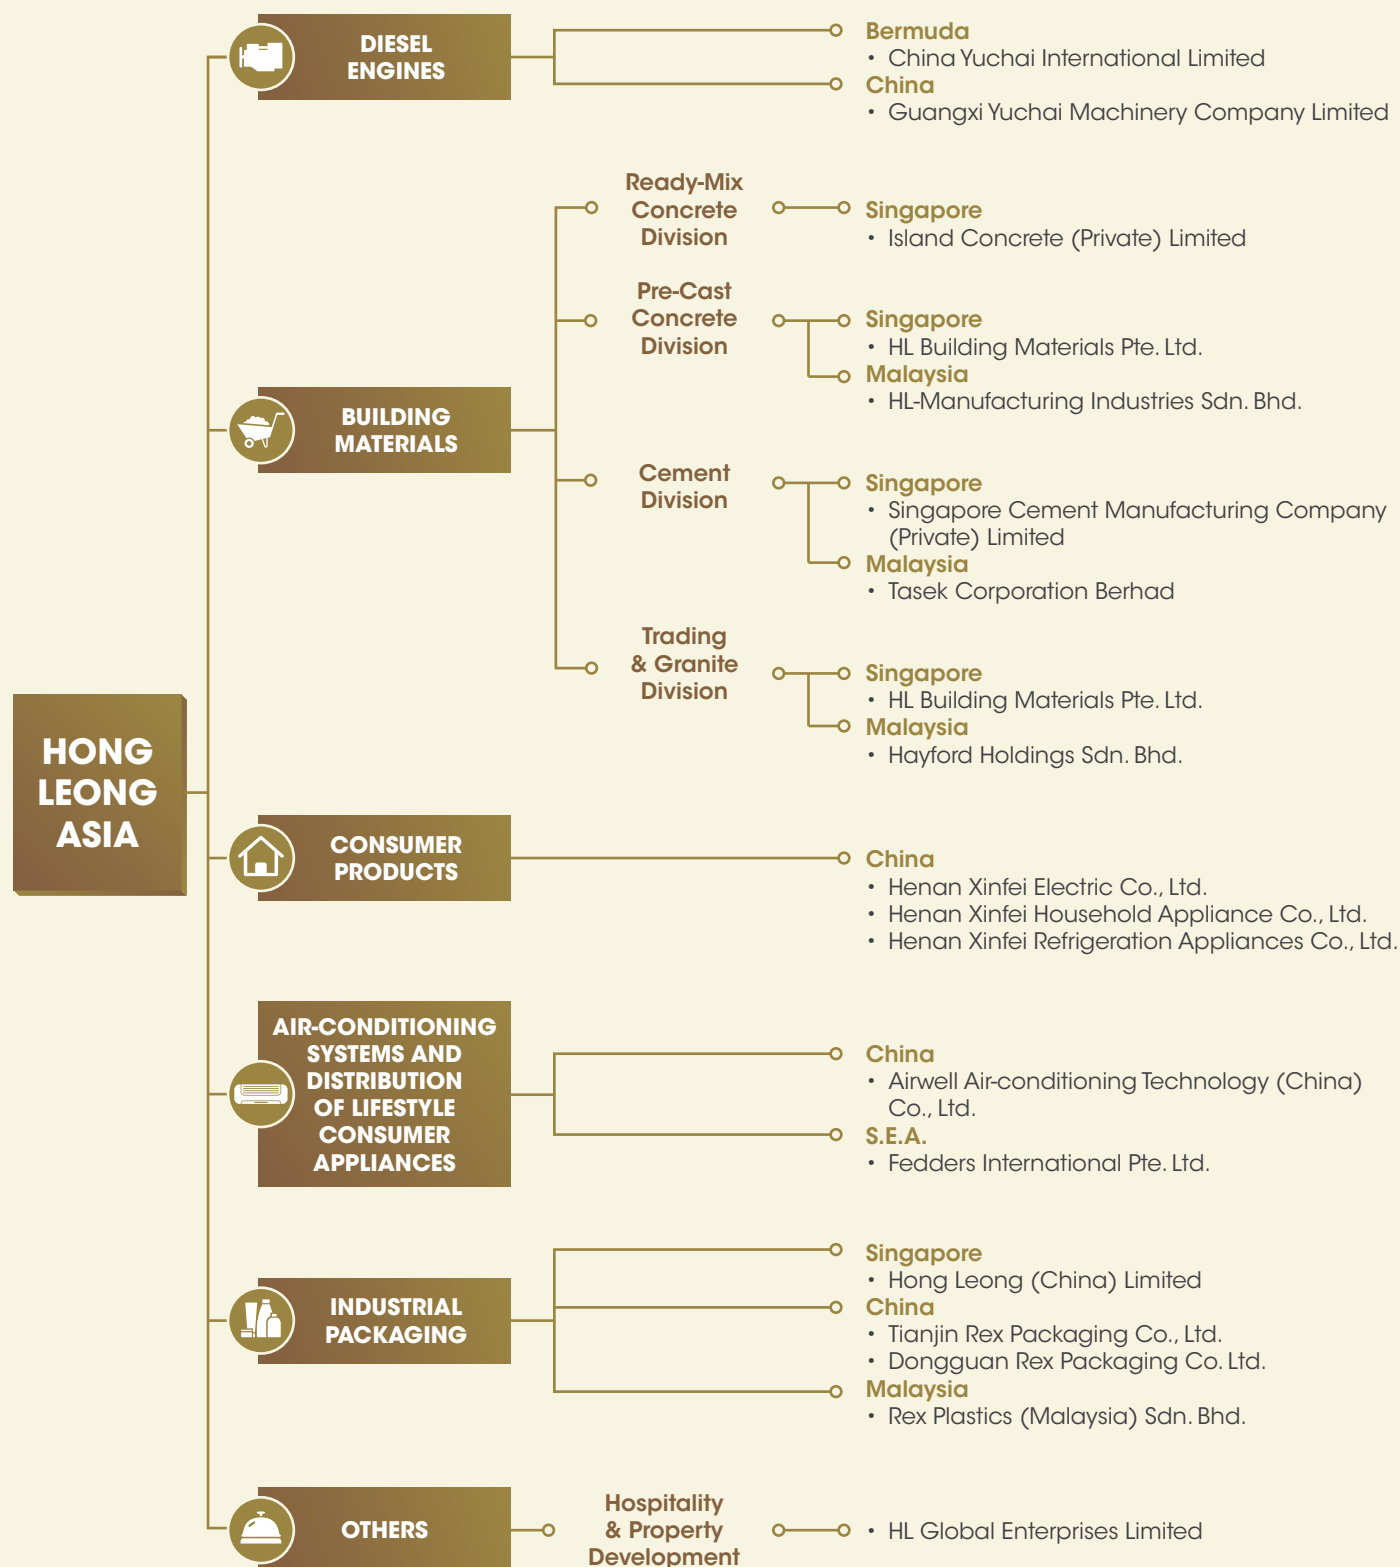 DIESEL
ENGINES
Bermuda
• China Yuchai International Limited
China
• Guangxi Yuchai Machinery Company Limited
Ready-Mix
Concrete
Division
Singapore
• Island Concrete (Private) Limited
Pre-Cast
Concrete
Division
Singapore
• HL Building Materials Pte. Ltd.
Malaysia
• HL-Manufacturing Industries Sdn. Bhd.
BUILDING
MATERIALS
Cement
Division
Singapore
• Singapore Cement Manufacturing Company
(Private) Limited
Malaysia
• Tasek Corporation Berhad
Trading
& Granite
Division
Singapore
• HL Building Materials Pte. Ltd.
Malaysia
• Hayford Holdings Sdn. Bhd.
HONG
LEONG
ASIA
CONSUMER
PRODUCTS
China
• Henan Xinfei Electric Co., Ltd.
• Henan Xinfei Household Appliance Co., Ltd.
• Henan Xinfei Refrigeration Appliances Co., Ltd.
AIR-CONDITIONING
SYSTEMS AND
DISTRIBUTION
OF LIFESTYLE
CONSUMER
APPLIANCES
China
• Airwell Air-conditioning Technology (China)
Co., Ltd.
S.E.A.
• Fedders International Pte. Ltd.
INDUSTRIAL
PACKAGING
Singapore
• Hong Leong (China) Limited
China
• Tianjin Rex Packaging Co., Ltd.
• Dongguan Rex Packaging Co. Ltd.
Malaysia
• Rex Plastics (Malaysia) Sdn. Bhd.
OTHERS
Hospitality
& Property
Development
• HL Global Enterprises Limited